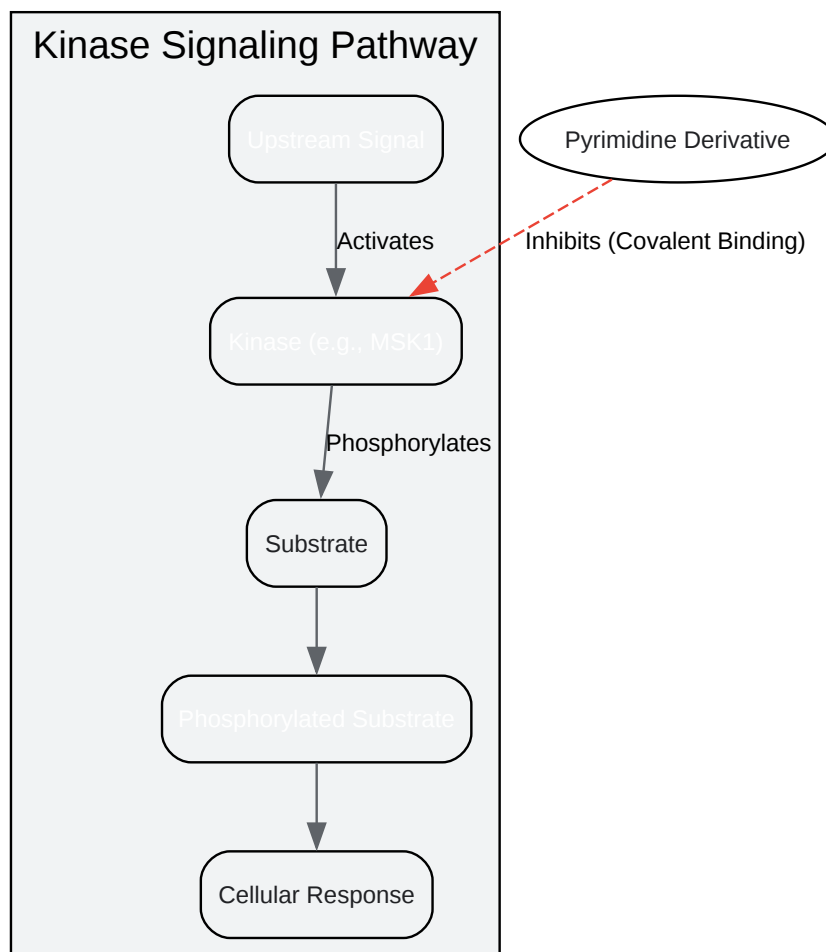 Kinase Signaling Pathway
Upstream Signal
Pyrimidine Derivative
Activates
Inhibits (Covalent Binding)
Kinase (e.g., MSK1)
Phosphorylates
Substrate
Phosphorylated Substrate
Cellular Response